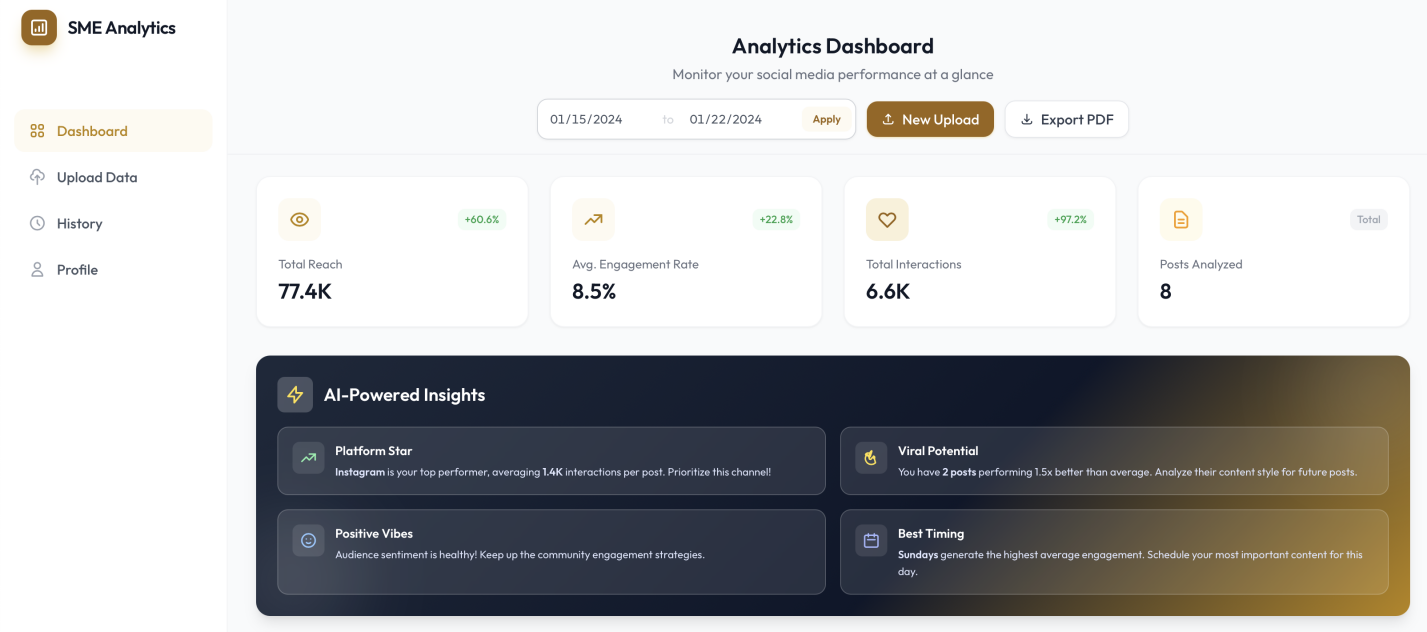 SME Analytics
Dashboard
Upload Data
History
Profile
Analytics Dashboard
Monitor your social media performance at a glance
01/15/2024 to 01/22/2024 Apply
New Upload
Export PDF
+60.6%
Total Reach
77.4K
+22.8%
Avg. Engagement Rate
8.5%
+97.2%
Total Interactions
6.6K
Total
Posts Analyzed
8
AI-Powered Insights
Platform Star
Instagram is your top performer, averaging 1.4K interactions per post. Prioritize this channel!
Viral Potential
You have 2 posts performing 1.5x better than average. Analyze their content style for future posts.
Positive Vibes
Audience sentiment is healthy! Keep up the community engagement strategies.
Best Timing
Sundays generate the highest average engagement. Schedule your most important content for this
day.